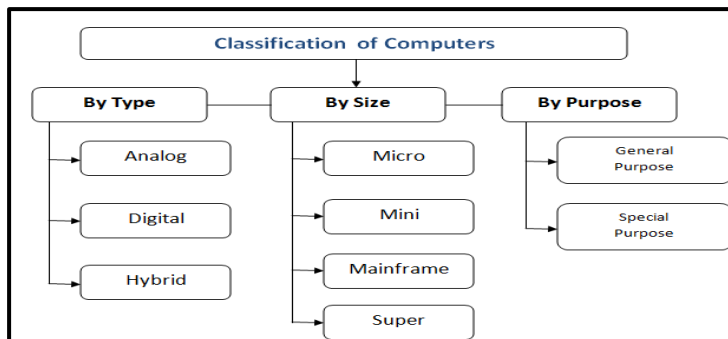 Classification of Computers
By Type
By Size
By Purpose
Analog
Micro
General
Purpose
Digital
Mini
Special
Purpose
Hybrid
Mainframe
Super